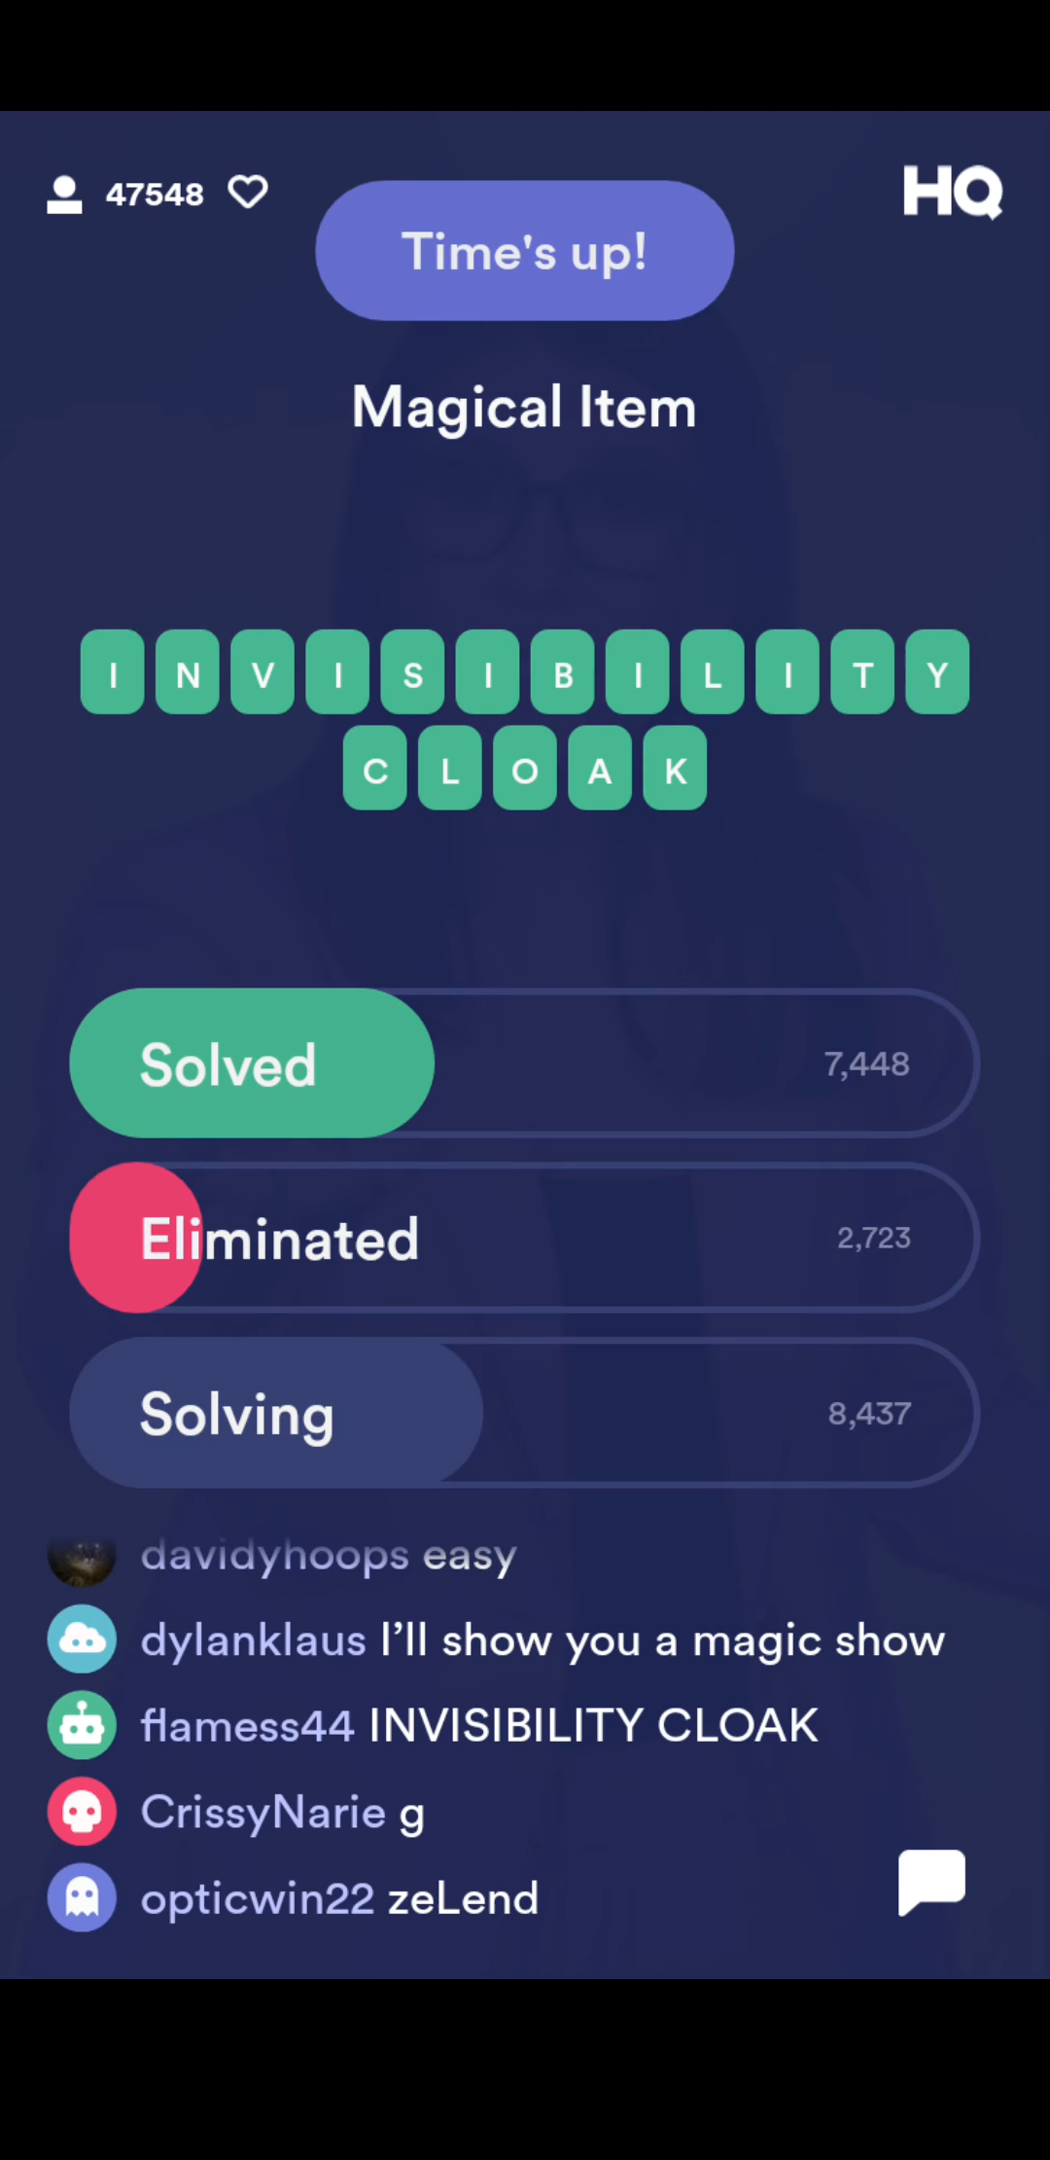 47548
HQ
Time's up!
Magical Item
INVISIBILITY
CLOAK
Solved 7,448
Eliminated 2,723
Solving 8,437
davidyhoops easy
dylanklaus I’ll show you a magic show
flamess44 INVISIBILITY CLOAK
CrissyNarie g
opticwin22 zeLend